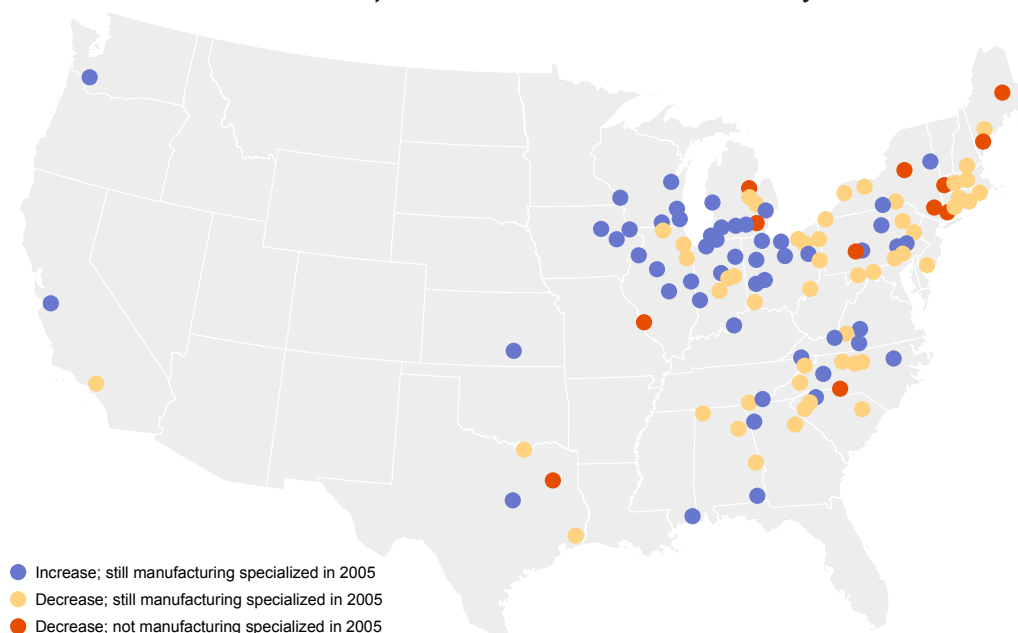 Increase; still manufacturing specialized in 2005
Decrease; still manufacturing specialized in 2005
Decrease; not manufacturing specialized in 2005